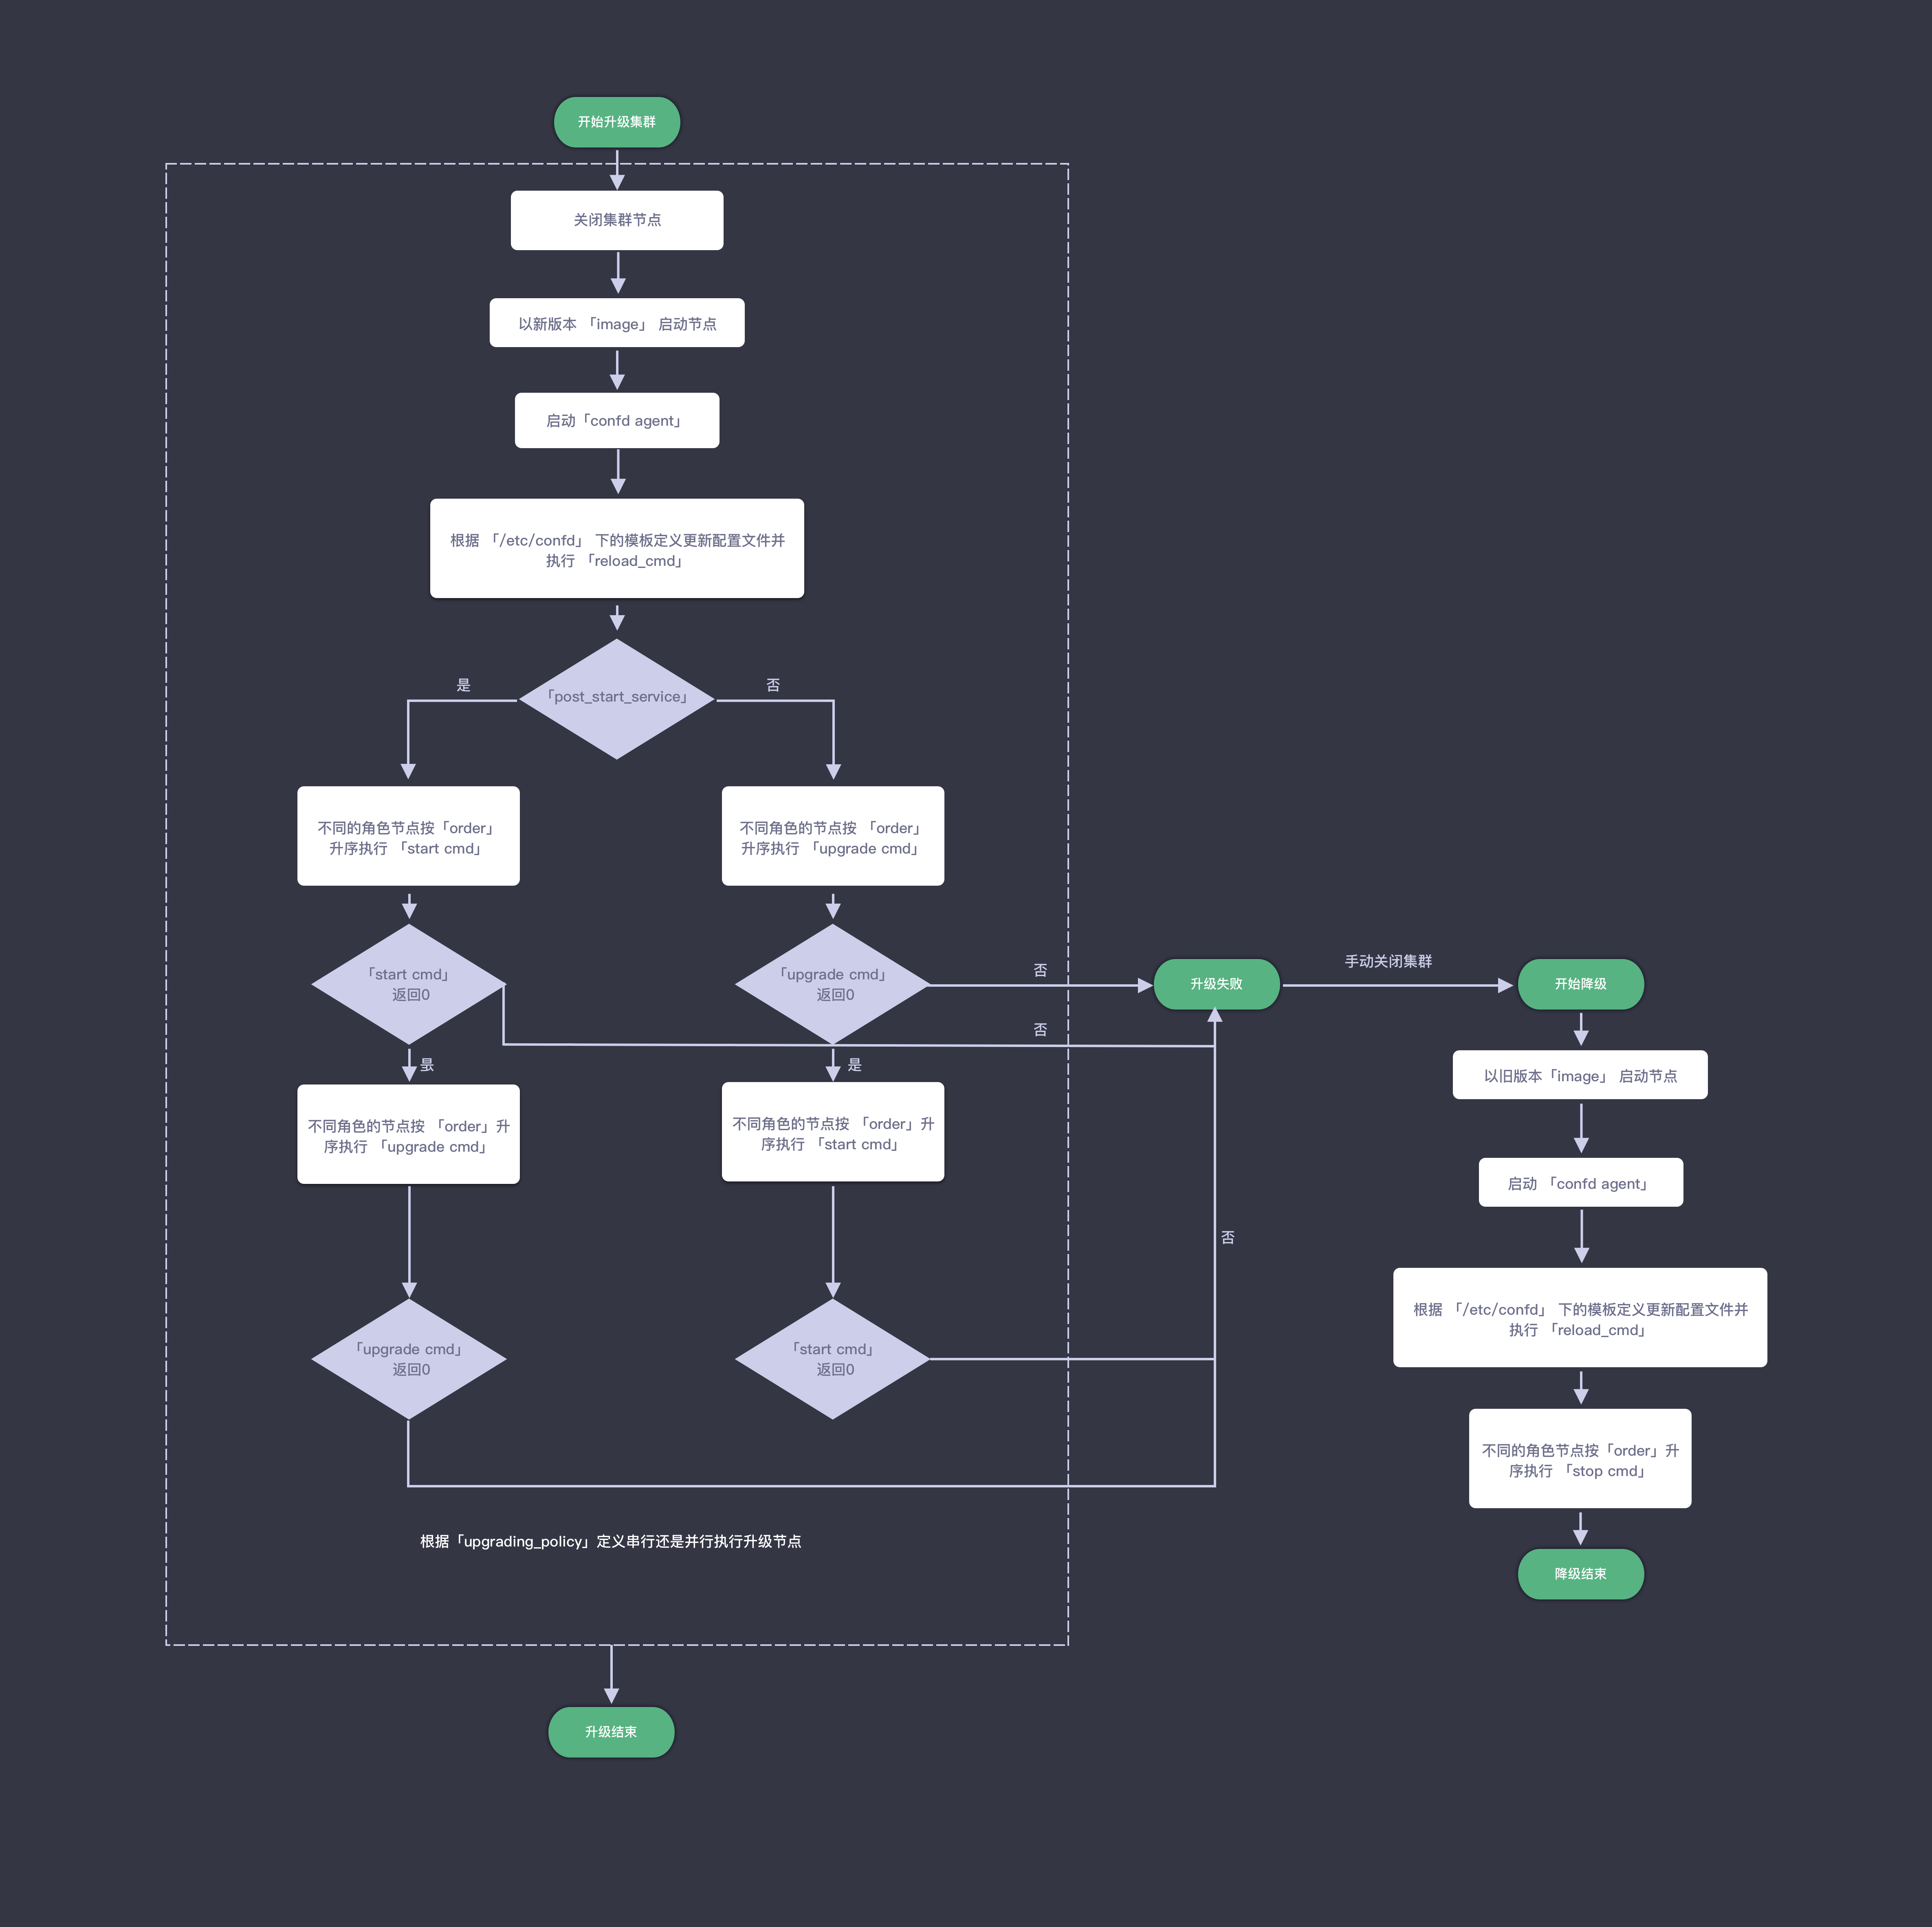 开始升级集群
关闭集群节点
以新版本 「image」 启动节点
启动「confd agent」
根据 「/etc/confd」 下的模板定义更新配置文件并
执行 「reload_cmd」
「post_start_service」
是
否
不同的角色节点按「order」
升序执行 「start cmd」
不同角色的节点按 「order」
升序执行 「upgrade cmd」
「start cmd」
返回0
「upgrade cmd」
返回0
否
升级失败
手动关闭集群
开始降级
否
是
是
不同角色的节点按 「order」升
序执行 「upgrade cmd」
不同角色的节点按 「order」升
序执行 「start cmd」
以旧版本「image」 启动节点
启动 「confd agent」
否
根据 「/etc/confd」 下的模板定义更新配置文件并
执行 「reload_cmd」
「upgrade cmd」
返回0
「start cmd」
返回0
不同的角色节点按「order」升
序执行 「stop cmd」
根据「upgrading_policy」定义串行还是并行执行升级节点
降级结束
升级结束